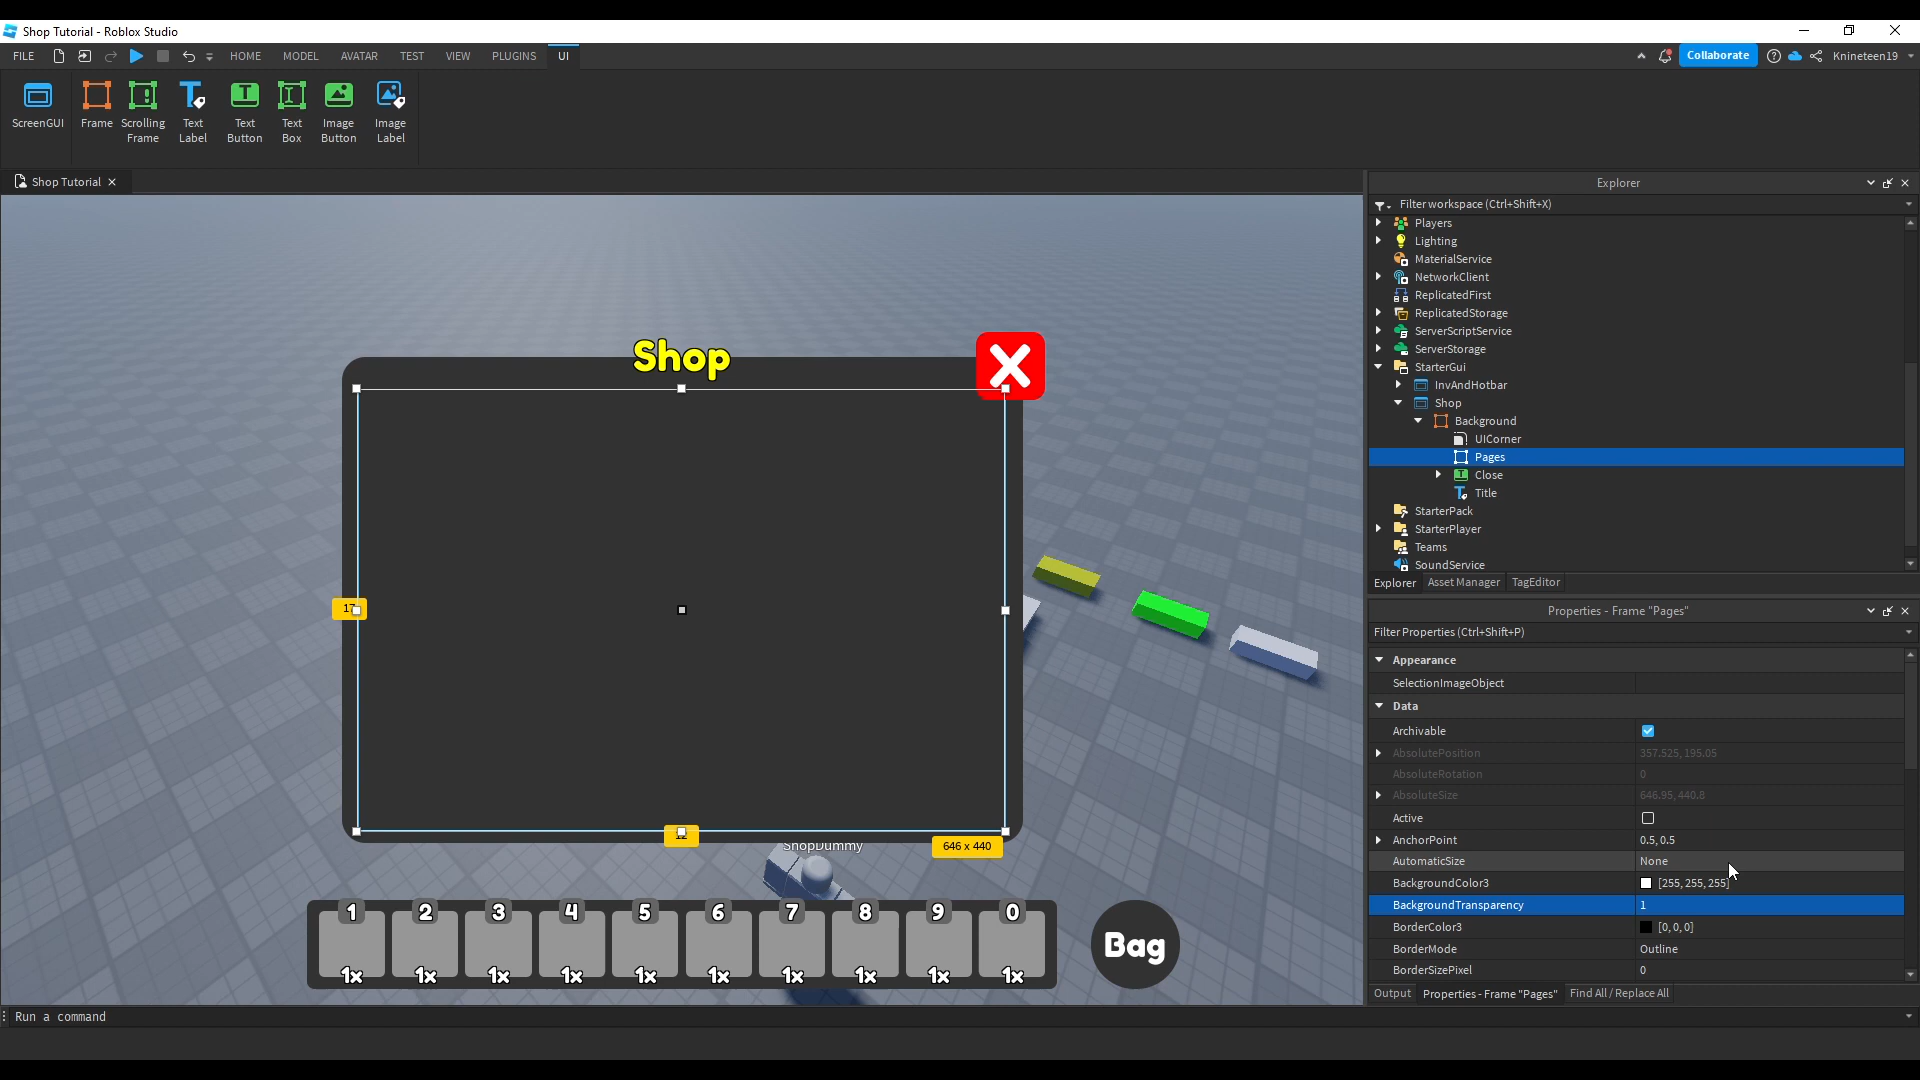 Shop Tutorial - Roblox Studio
FILE HOME MODEL AVATAR TEST VIEW PLUGINS UI Collaborate Knineteen19
ScreenGUI Frame Scrolling Frame Text Label Text Button Text Box Image Button Image Label
Shop Tutorial
Explorer
Filter workspace (Ctrl+Shift+X)
Players
Lighting
MaterialService
NetworkClient
ReplicatedFirst
ReplicatedStorage
ServerScriptService
ServerStorage
StarterGui
InvAndHotbar
Shop
Background
UICorner
Pages
Close
Title
StarterPack
StarterPlayer
Teams
SoundService
Explorer Asset Manager TagEditor
Shop
X
646 x 440
ShopDummy
1 2 3 4 5 6 7 8 9 0
1x 1x 1x 1x 1x 1x 1x 1x 1x 1x
Bag
Properties - Frame "Pages"
Filter Properties (Ctrl+Shift+P)
Appearance
SelectionImageObject
Data
Archivable
AbsolutePosition 357.525, 195.05
AbsoluteRotation 0
AbsoluteSize 646.95, 440.8
Active
AnchorPoint 0.5, 0.5
AutomaticSize None
BackgroundColor3 [255, 255, 255]
BackgroundTransparency 1
BorderColor3 [0, 0, 0]
BorderMode Outline
BorderSizePixel 0
Output Properties - Frame "Pages" Find All / Replace All
Run a command